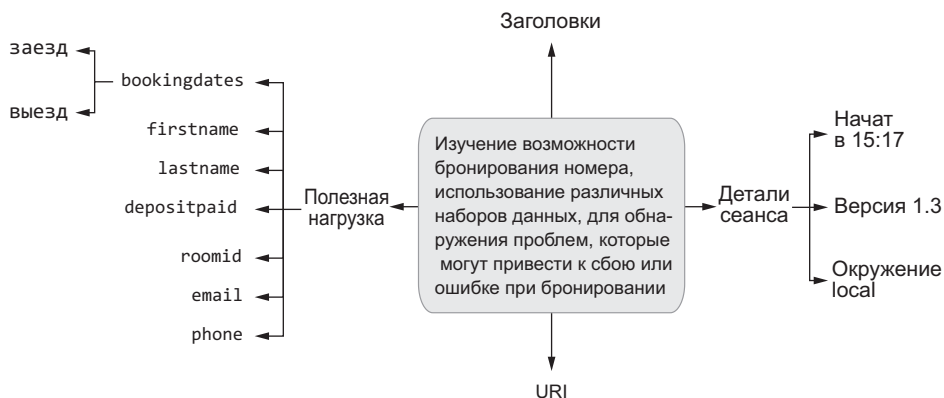 Заголовки
заезд
выезд
bookingdates
firstname
lastname
depositpaid
roomid
email
phone
Полезная
нагрузка
Изучение возможности
бронирования номера,
использование различных
наборов данных, для обна-
ружения проблем, которые
могут привести к сбою или
ошибке при бронировании
Детали
сеанса
Начат
в 15:17
Версия 1.3
Окружение
local
URI